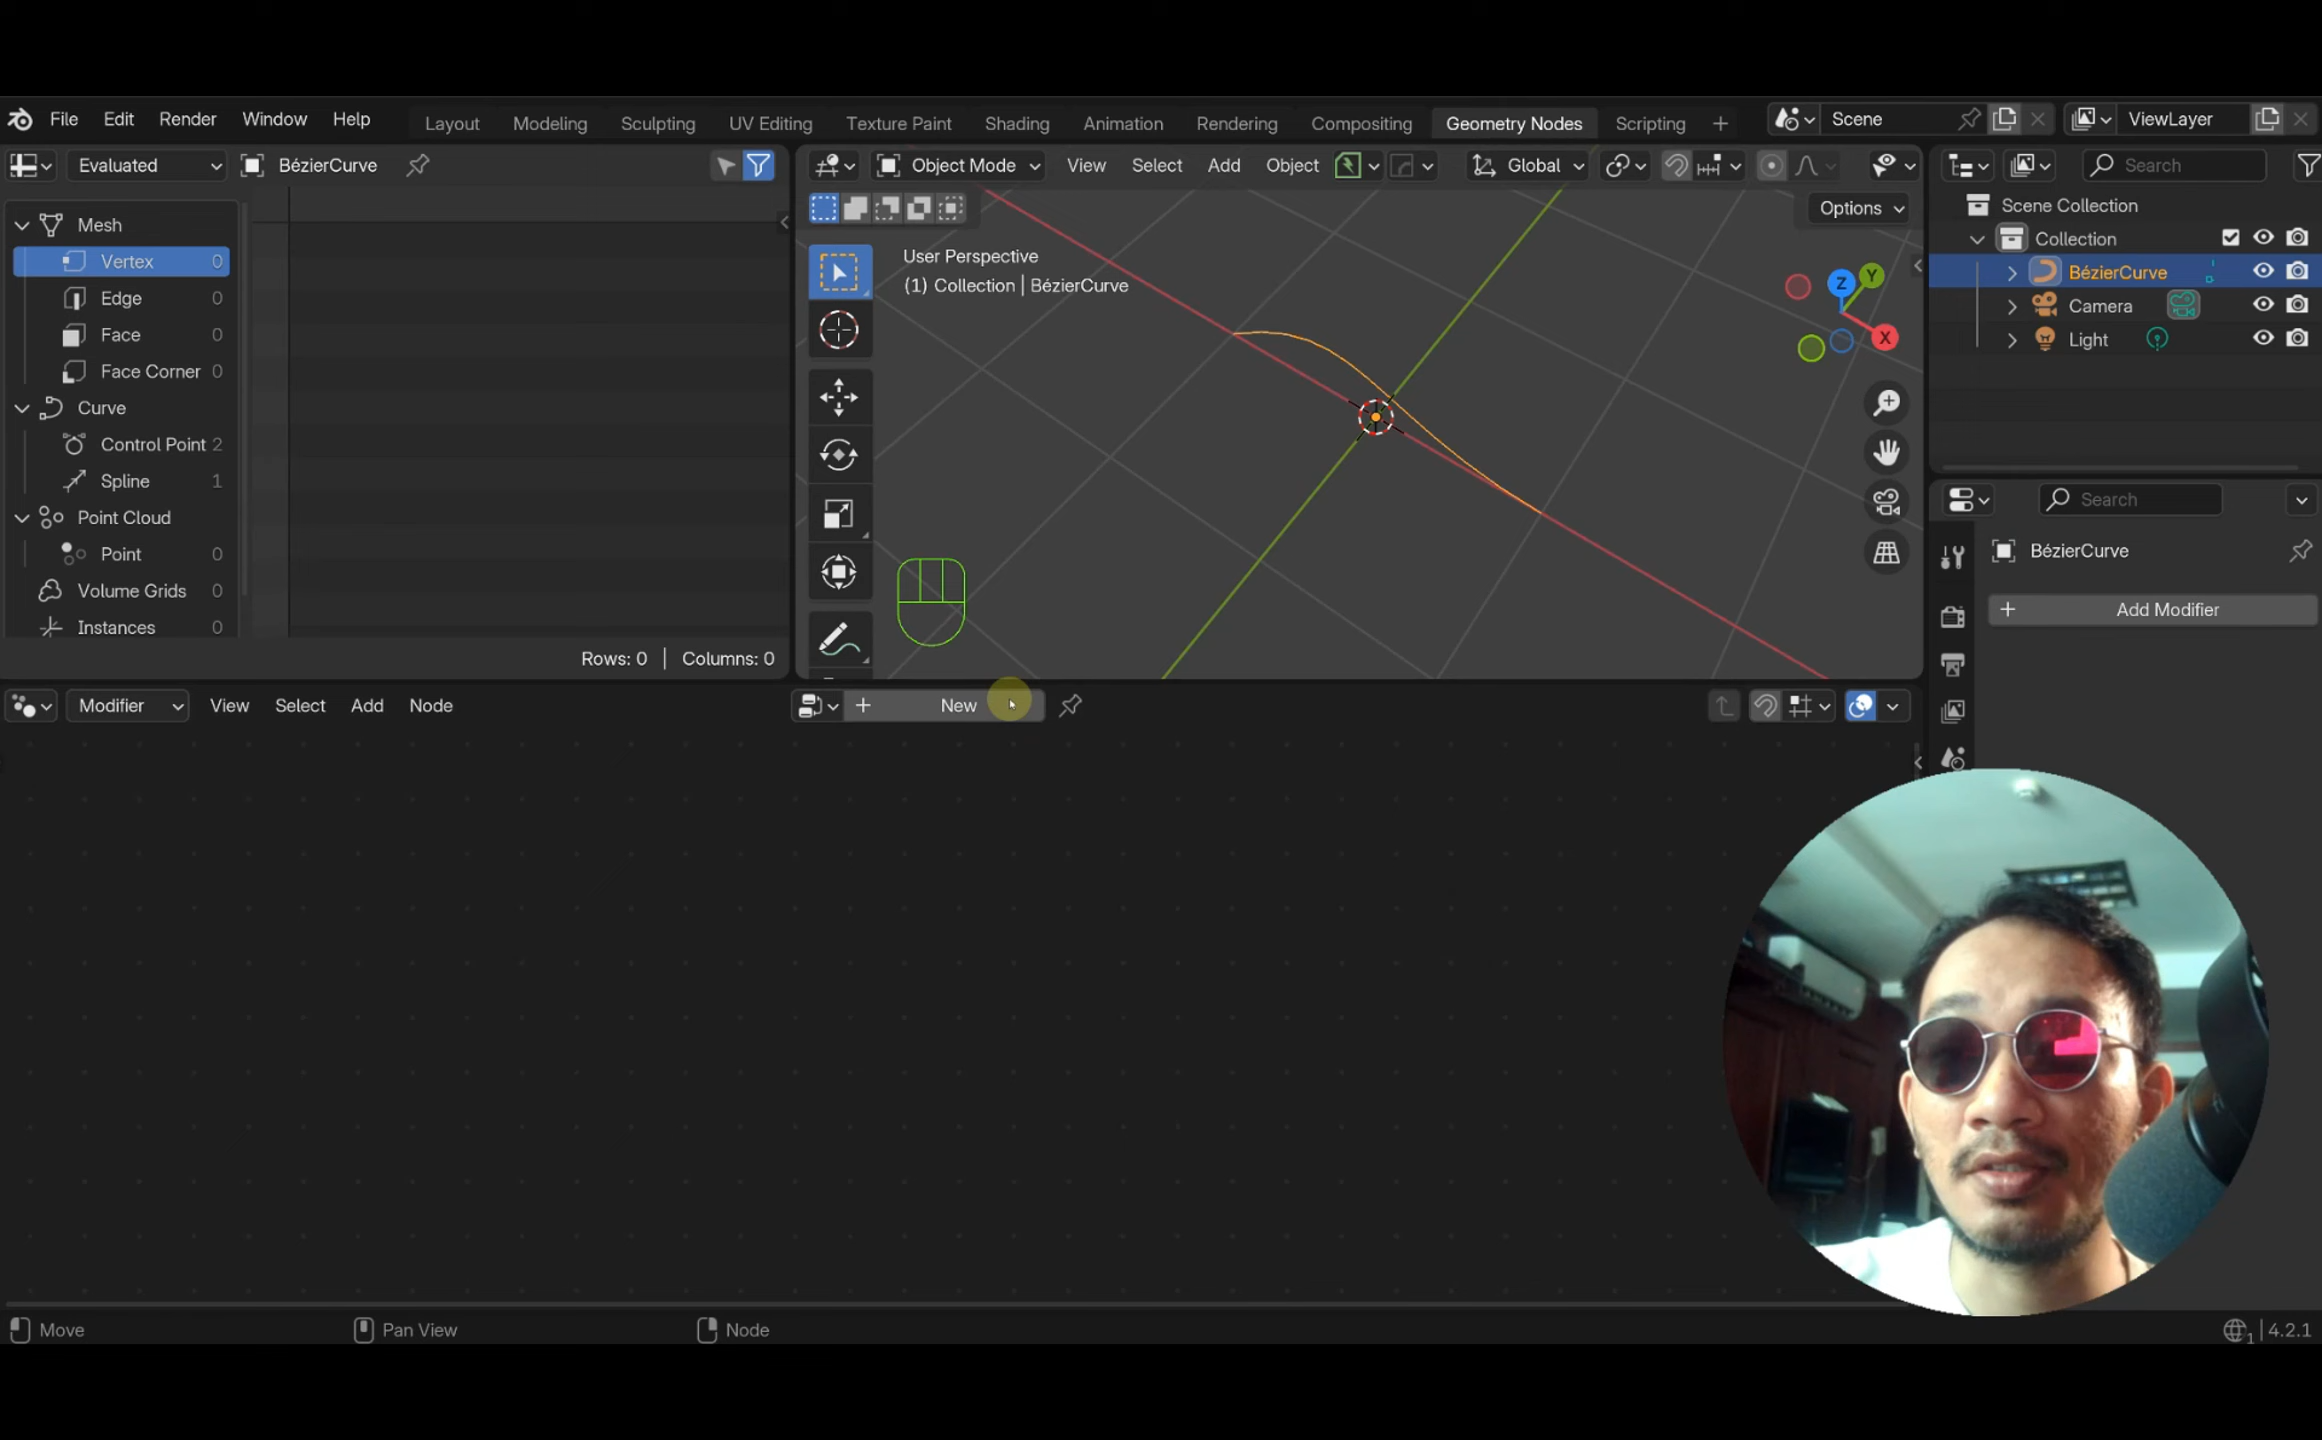 File Edit Render Window Help Layout Modeling Sculpting UV Editing Texture Paint Shading Animation Rendering Compositing Geometry Nodes Scripting Scene ViewLayer
Evaluated BézierCurve
Object Mode View Select Add Object Global
Search
Options
Mesh
Vertex 0
Edge 0
Face 0
Face Corner 0
Curve
Control Point 2
Spline 1
Point Cloud
Point 0
Volume Grids 0
Instances 0
Rows: 0 | Columns: 0
User Perspective
(1) Collection | BézierCurve
Z
Y
X
Scene Collection
Collection
BézierCurve
Camera
Light
Search
BézierCurve
Add Modifier
Modifier View Select Add Node New
Move Pan View Node 1 4.2.1